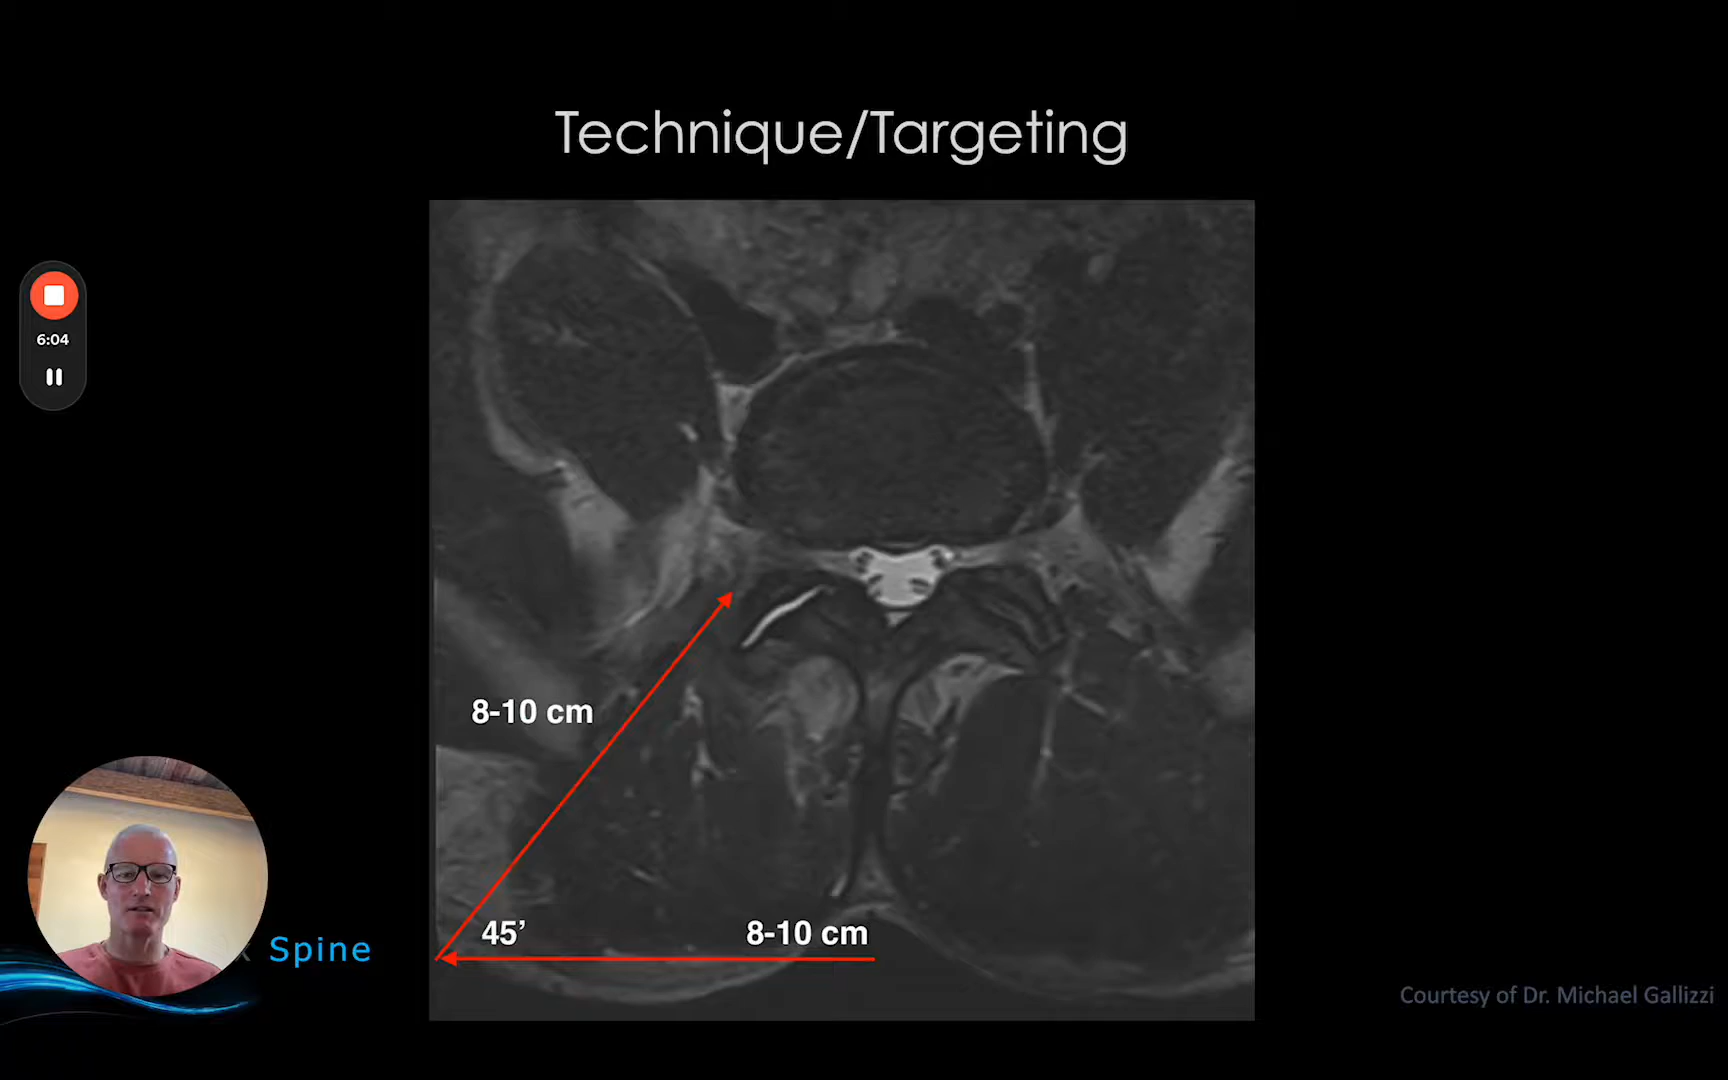 Technique/Targeting
6:04
8-10 cm
45’
8-10 cm
Spine
Courtesy of Dr. Michael Gallizzi